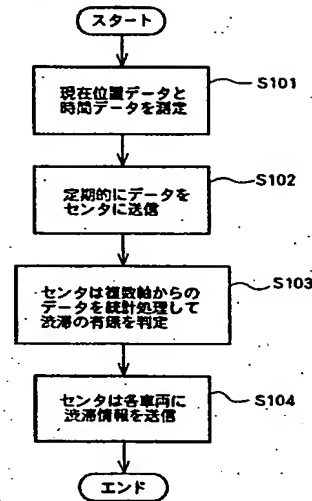 スタート
現在位置データと
時間データを測定
S101
定期的にデータを
センタに送信
S102
センタは複数軸からの
データを統計処理して
渋滞の有無を判定
S103
センタは各車両に
渋滞情報を送信
S104
エンド